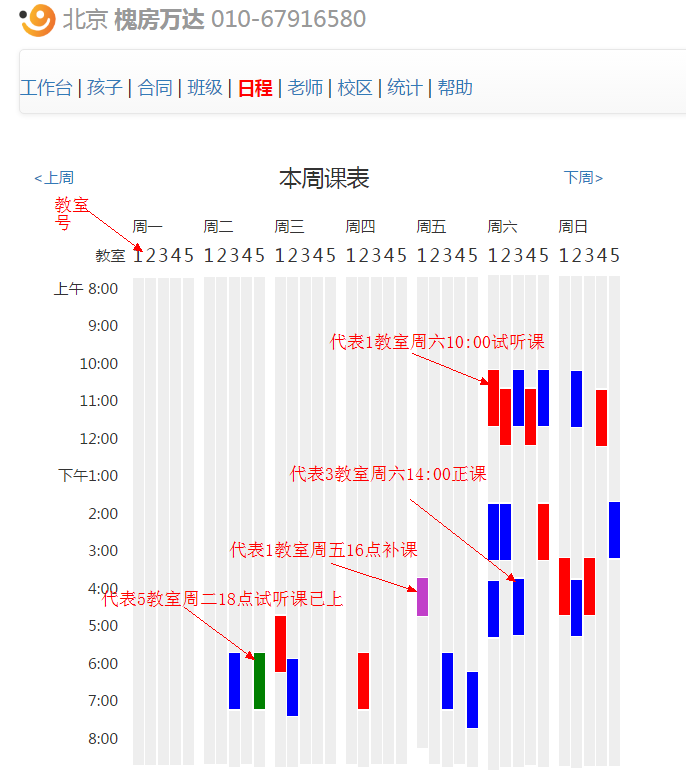 北京 槐房万达 010-67916580
工作台 | 孩子 | 合同 | 班级 | 日程 | 老师 | 校区 | 统计 | 帮助
<上周 本周课表 下周>
教室
号
周一 周二 周三 周四 周五 周六 周日
教室 12345 12345 12345 12345 12345 12345 12345
上午 8:00
9:00
代表1教室周六10:00试听课
10:00
11:00
12:00
下午1:00
代表3教室周六14:00正课
2:00
3:00
代表1教室周五16点补课
4:00
代表5教室周二18点试听课已上
5:00
6:00
7:00
8:00